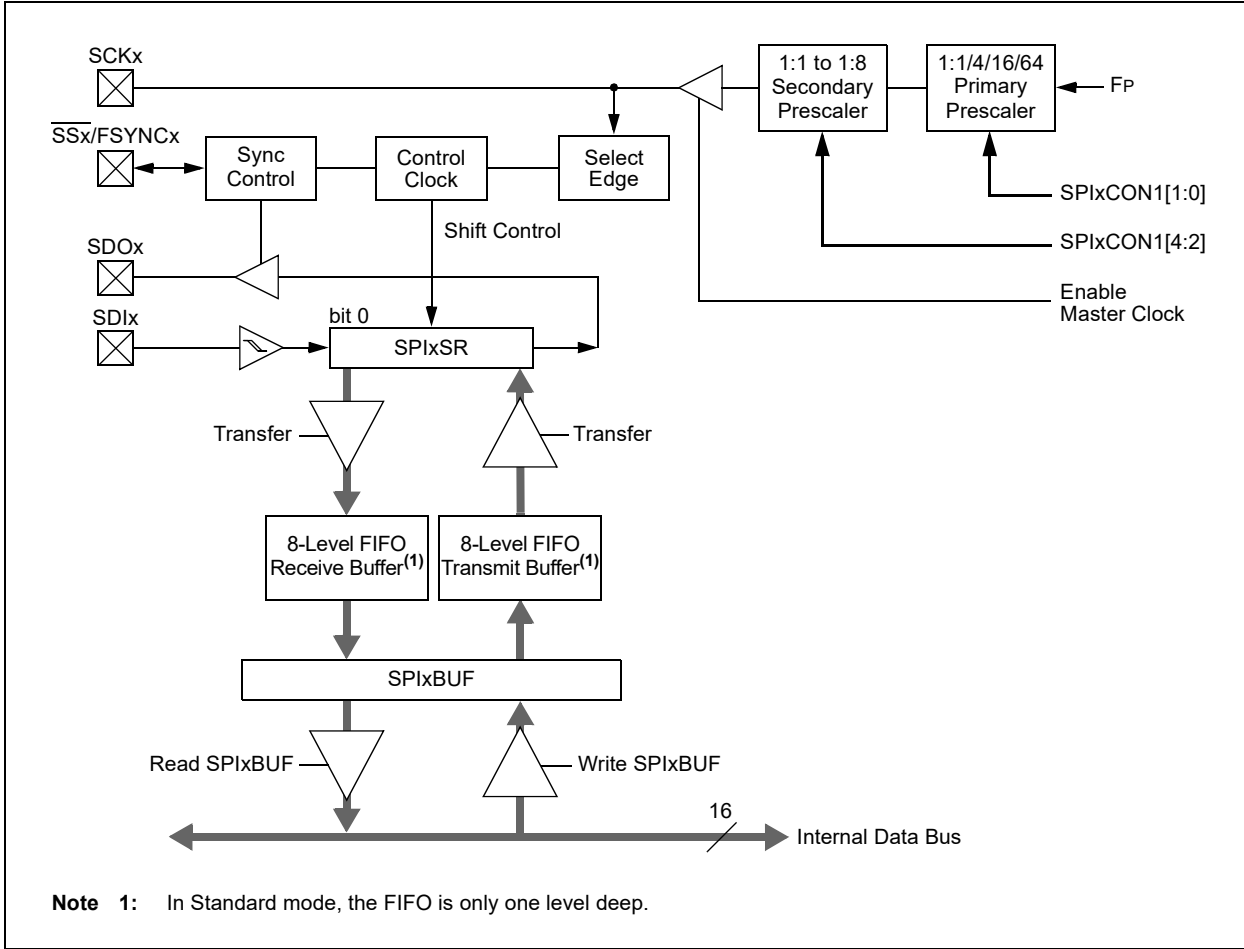 SCKx
1:1 to 1:8
Secondary
Prescaler
1:1/4/16/64
Primary
Prescaler
FP
SSx/FSYNCx
Sync
Control
Control
Clock
Select
Edge
SPIxCON1[1:0]
Shift Control
SPIxCON1[4:2]
SDOx
Enable
Master Clock
SDIx
bit 0
SPIxSR
Transfer
Transfer
8-Level FIFO
Receive Buffer(1)
8-Level FIFO
Transmit Buffer(1)
SPIxBUF
Read SPIxBUF
Write SPIxBUF
16
Internal Data Bus
Note 1: In Standard mode, the FIFO is only one level deep.